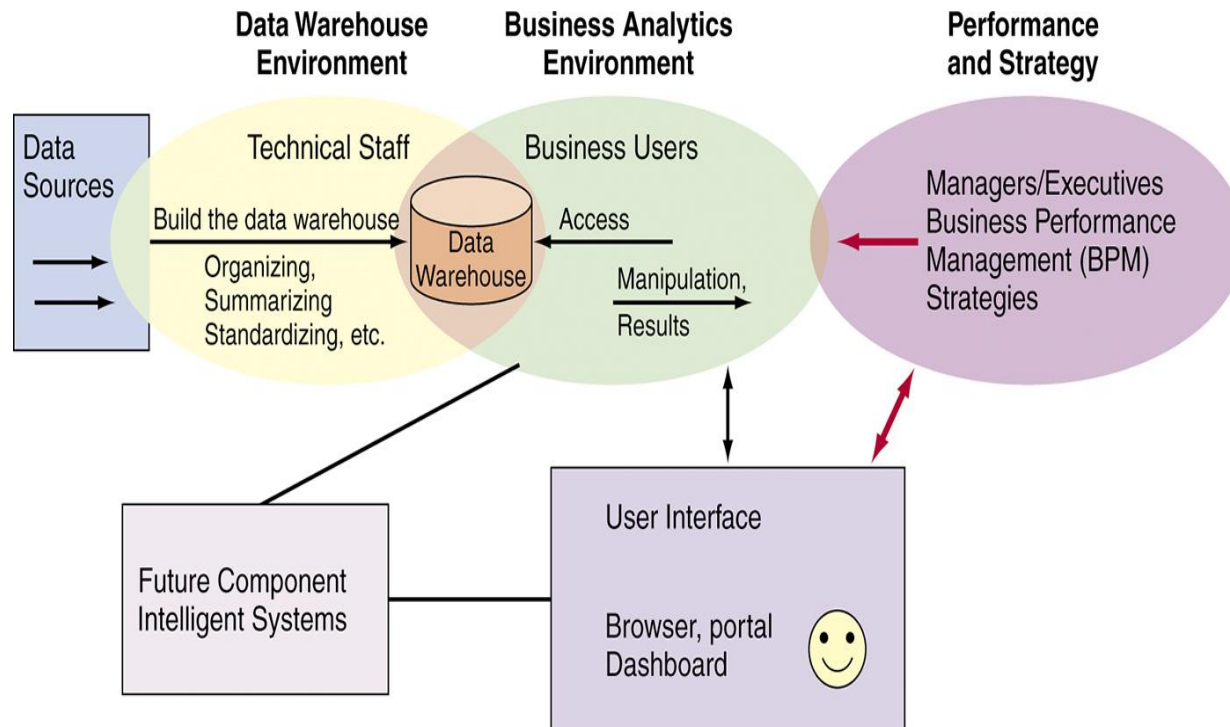 Data Warehouse
Environment
Business Analytics
Environment
Performance
and Strategy
Data
Sources
Technical Staff
Build the data warehouse
Organizing,
Summarizing
Standardizing, etc.
Data
Warehouse
Business Users
Access
Manipulation,
Results
Managers/Executives
Business Performance
Management (BPM)
Strategies
Future Component
Intelligent Systems
User Interface
Browser, portal
Dashboard